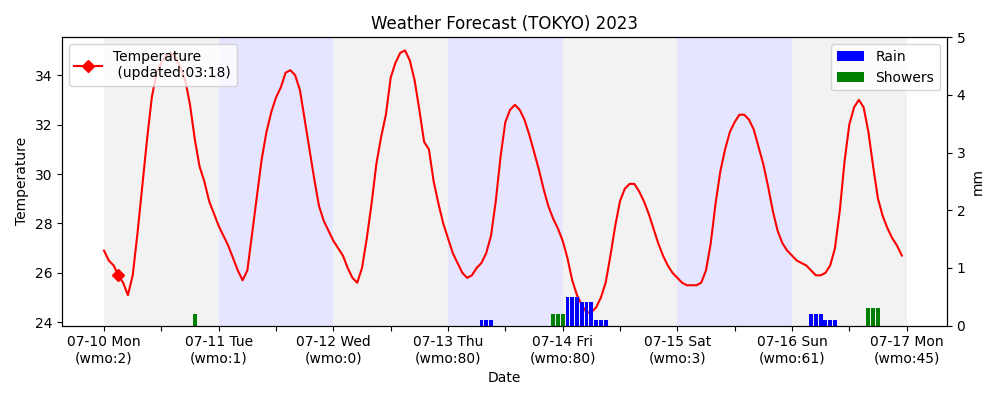 Weather Forecast (TOKYO) 2023
Temperature
(updated:03:18)
Rain
Showers
Temperature
34
32
30
28
26
24
5
4
3
2
1
0
mm
07-10 Mon
(wmo:2)
07-11 Tue
(wmo:1)
07-12 Wed
(wmo:0)
07-13 Thu
(wmo:80)
07-14 Fri
(wmo:80)
07-15 Sat
(wmo:3)
07-16 Sun
(wmo:61)
07-17 Mon
(wmo:45)
Date